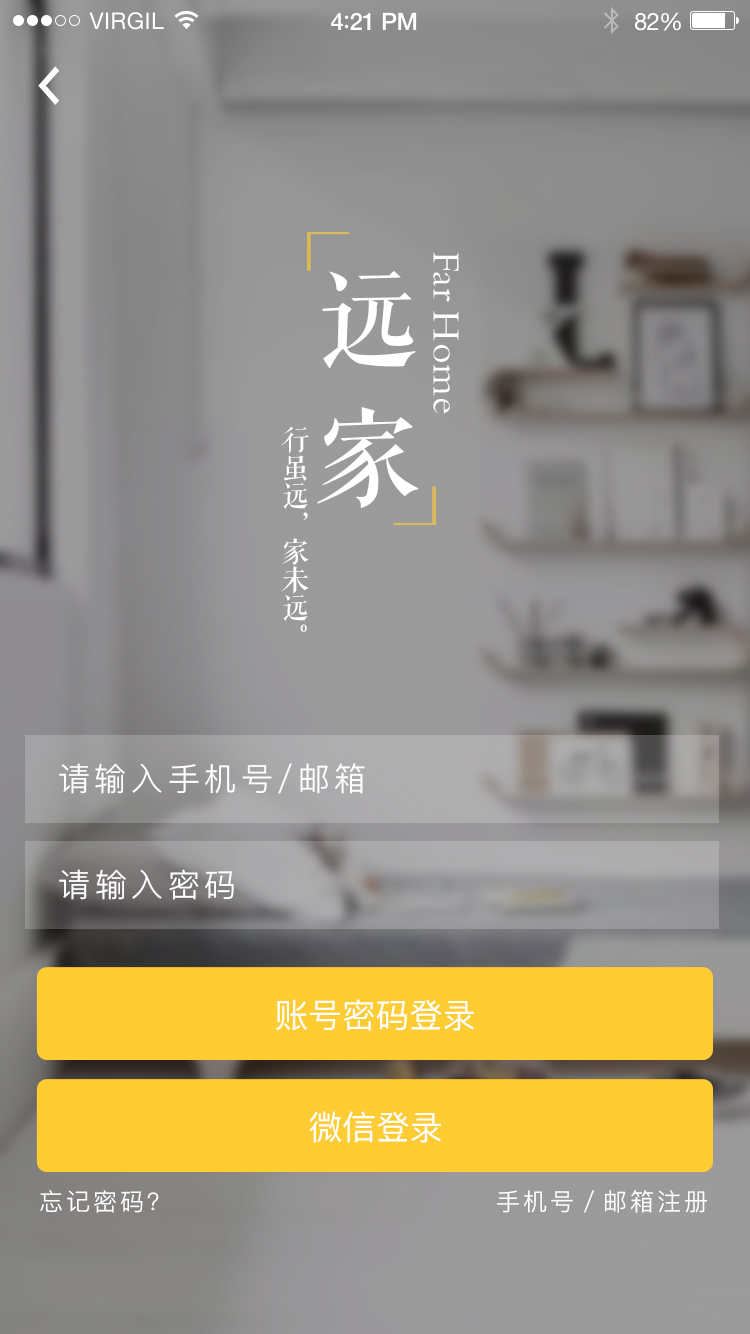 VIRGIL
4:21 PM
82%
Far Home
远家
行虽远，家未远。
请输入手机号/邮箱
请输入密码
账号密码登录
微信登录
忘记密码?
手机号 / 邮箱注册